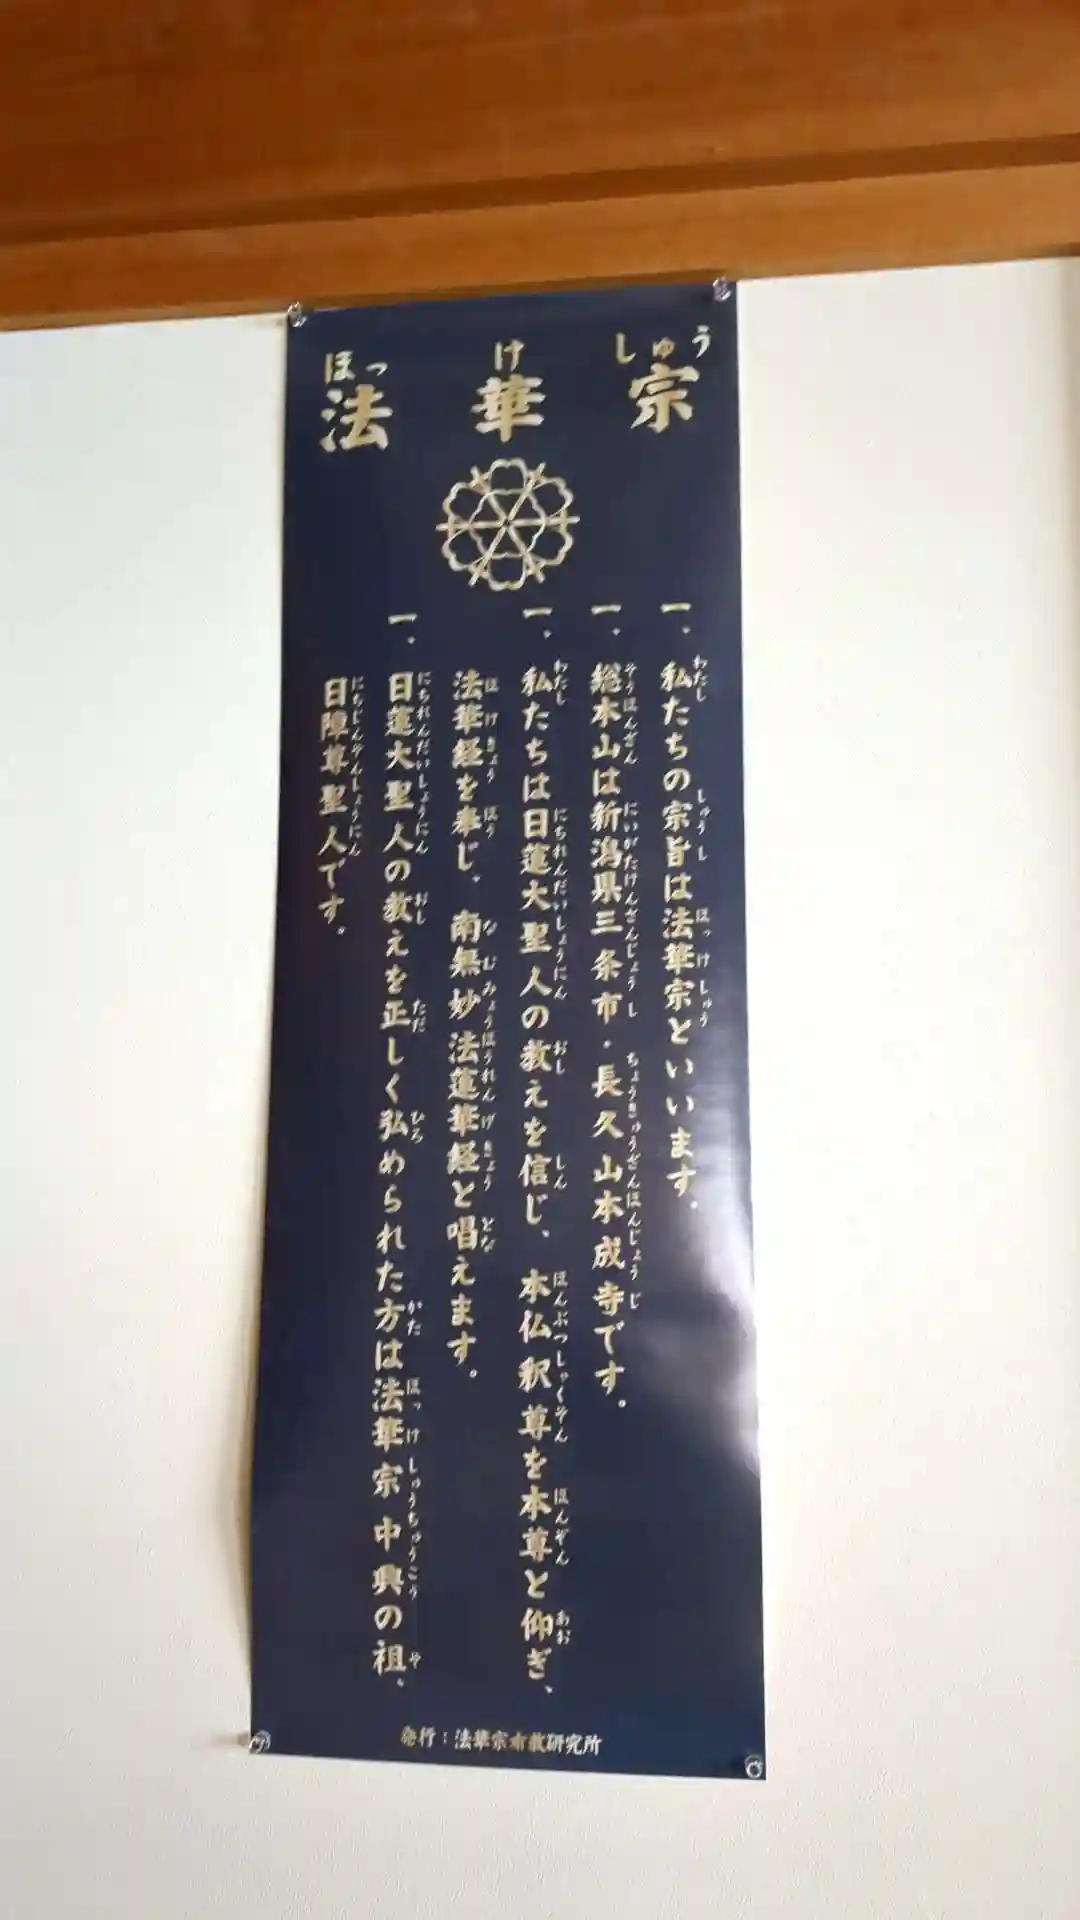 法華宗
一、私たちの宗旨は法華宗といいます。
一、総本山は新潟県三条市・長久山本成寺です。
一、私たちは日蓮大聖人の教えを信じ、本仏釈尊を本尊と仰ぎ、
法華経を奉じ、南無妙法蓮華経と唱えます。
一、日蓮大聖人の教えを正しく弘められた方は法華宗中興の祖、
日陣尊聖人です。
発行：法華宗布教研究所